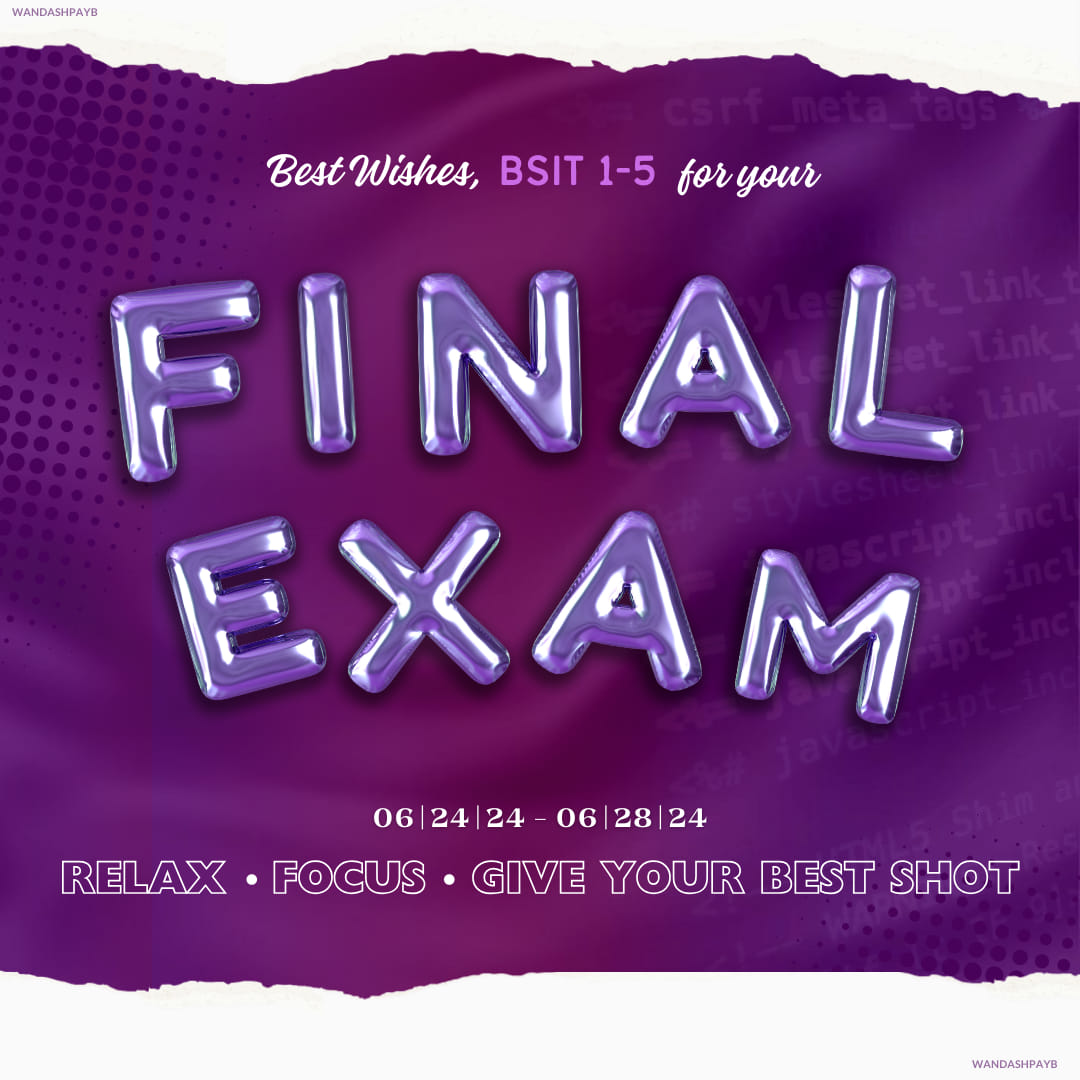 WANDASHPAYB
csrf_meta_tags
Best Wishes, BSIT 1-5 for your
FINAL
EXAM
06|24|24 - 06|28|24
RELAX • FOCUS • GIVE YOUR BEST SHOT
WANDASHPAYB